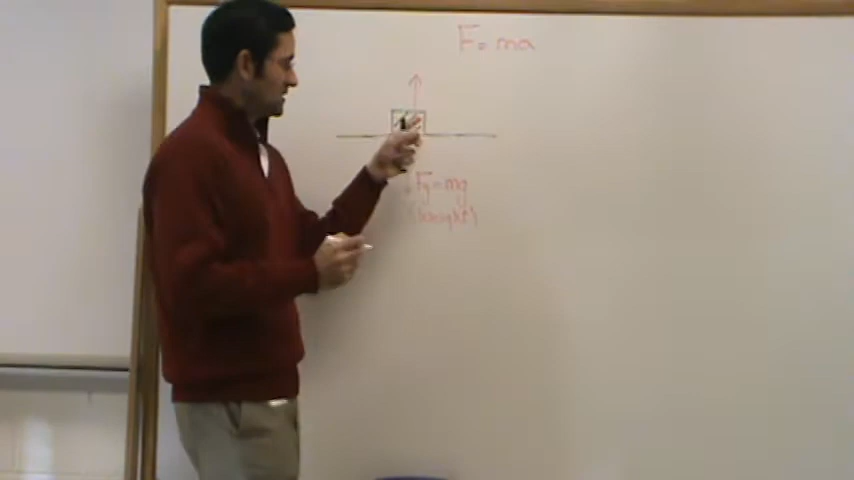 F = ma
Fg = mg
(weight)